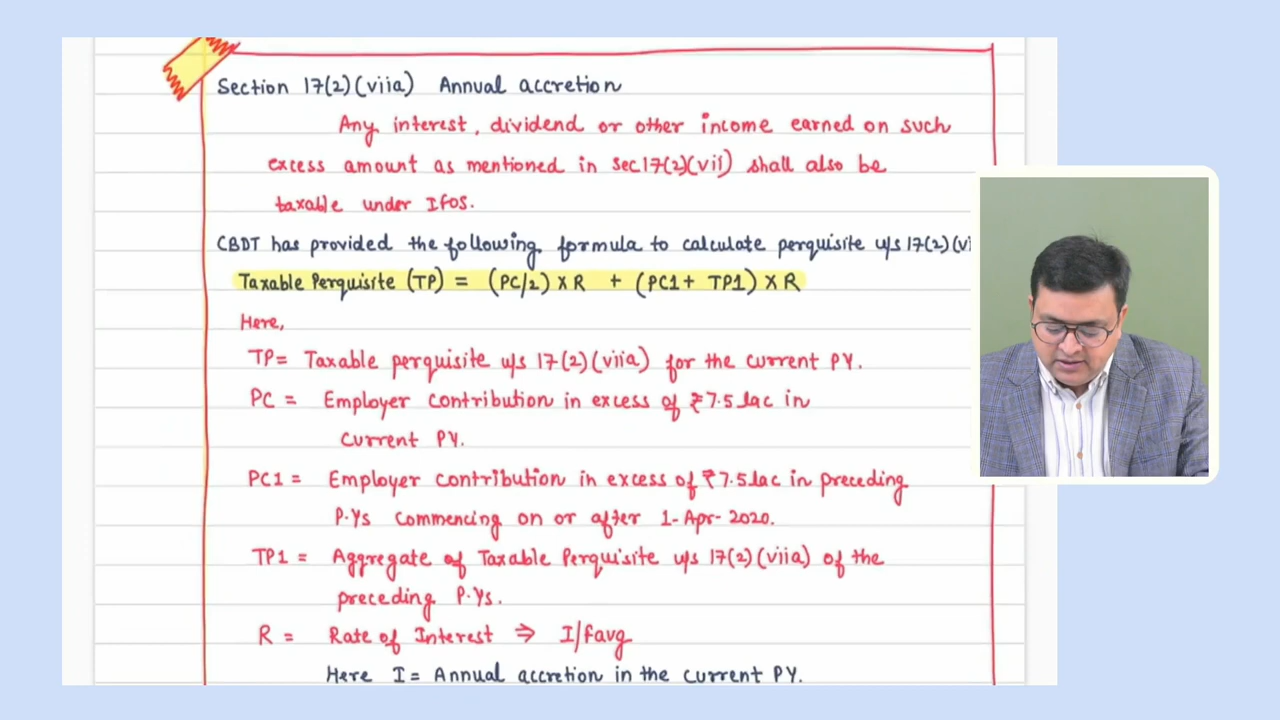 Section 17(2)(viia) Annual accretion
Any interest, dividend or other income earned on such
excess amount as mentioned in Sec17(2)(vii) shall also be
taxable under IFOS.
CBDT has provided the following formula to calculate perquisite u/s 17(2)(vi
Taxable Perquisite (TP) = (PC/2) X R + (PC1 + TP1) X R
Here,
TP = Taxable perquisite u/s 17(2)(viia) for the current PY.
PC = Employer contribution in excess of ₹7.5 lac in
current PY.
PC1 = Employer contribution in excess of ₹7.5 lac in preceding
P.Ys commencing on or after 1-Apr-2020.
TP1 = Aggregate of Taxable Perquisite u/s 17(2)(viia) of the
preceding P.Ys.
R = Rate of Interest ⇒ I/favg
Here I = Annual accretion in the current PY.